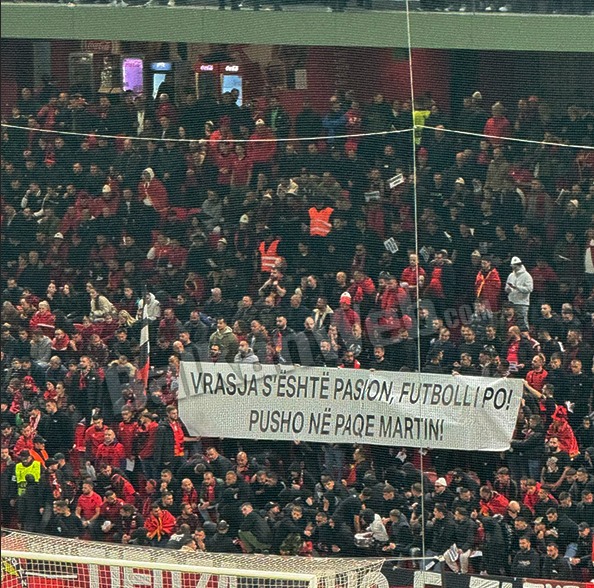 VRASJA S'ËSHTË PASION, FUTBOLLI PO!
PUSHO NË PAQE MARTIN!